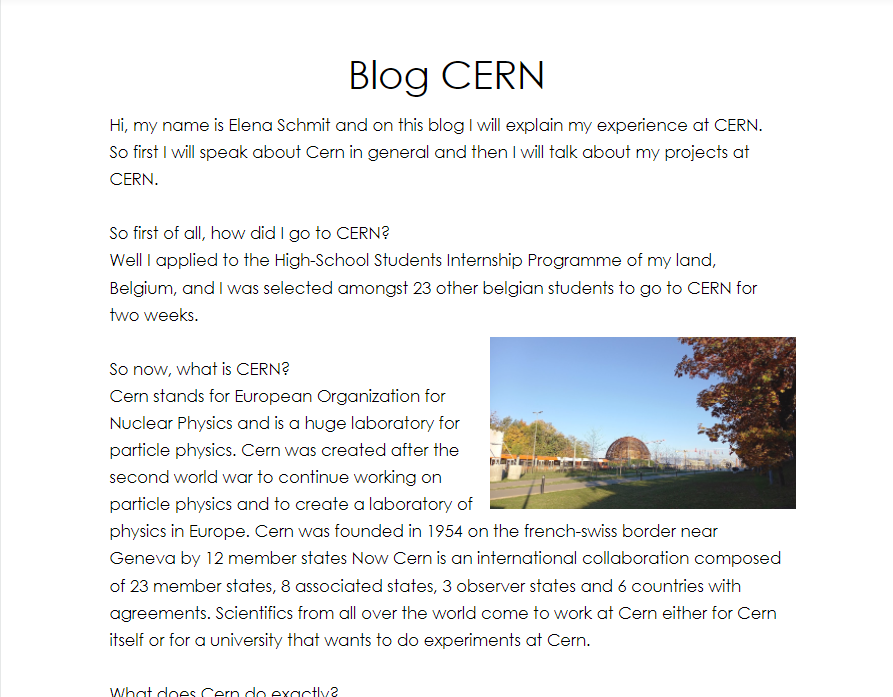 Blog CERN
Hi, my name is Elena Schmit and on this blog I will explain my experience at CERN.
So first I will speak about Cern in general and then I will talk about my projects at
CERN.
So first of all, how did I go to CERN?
Well I applied to the High-School Students Internship Programme of my land,
Belgium, and I was selected amongst 23 other belgian students to go to CERN for
two weeks.
So now, what is CERN?
Cern stands for European Organization for
Nuclear Physics and is a huge laboratory for
particle physics. Cern was created after the
second world war to continue working on
particle physics and to create a laboratory of
physics in Europe. Cern was founded in 1954 on the french-swiss border near
Geneva by 12 member states Now Cern is an international collaboration composed
of 23 member states, 8 associated states, 3 observer states and 6 countries with
agreements. Scientifics from all over the world come to work at Cern either for Cern
itself or for a university that wants to do experiments at Cern.
What does Cern do exactly?